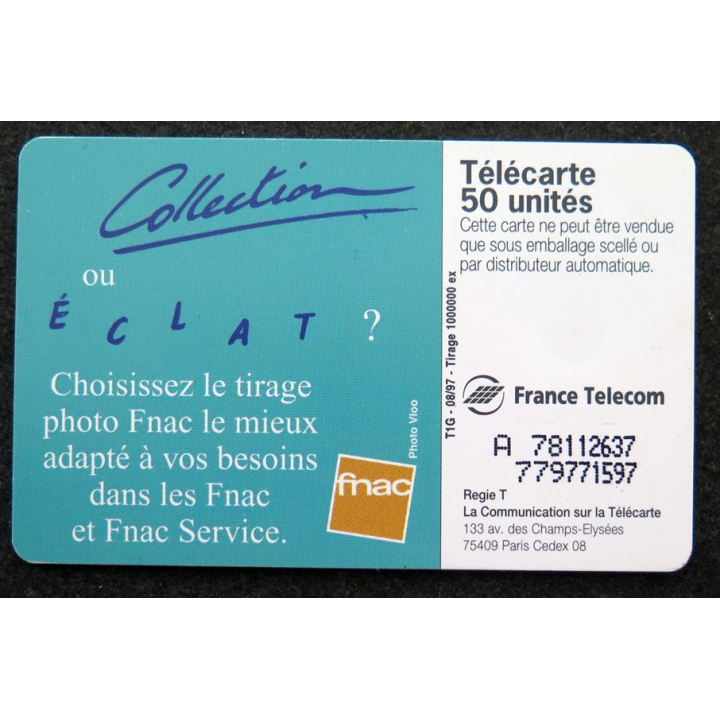 Collection
ou
ÉCLAT ?
Choisissez le tirage
photo Fnac le mieux
adapté à vos besoins
dans les Fnac
et Fnac Service.
fnac
Photo Vloo
T1G - 08/97 - Tirage 1000000 ex
Télécarte
50 unités
Cette carte ne peut être vendue
que sous emballage scellé ou
par distributeur automatique.
France Telecom
A 78112637
779771597
Regie T
La Communication sur la Télécarte
133 av. des Champs-Elysées
75409 Paris Cedex 08